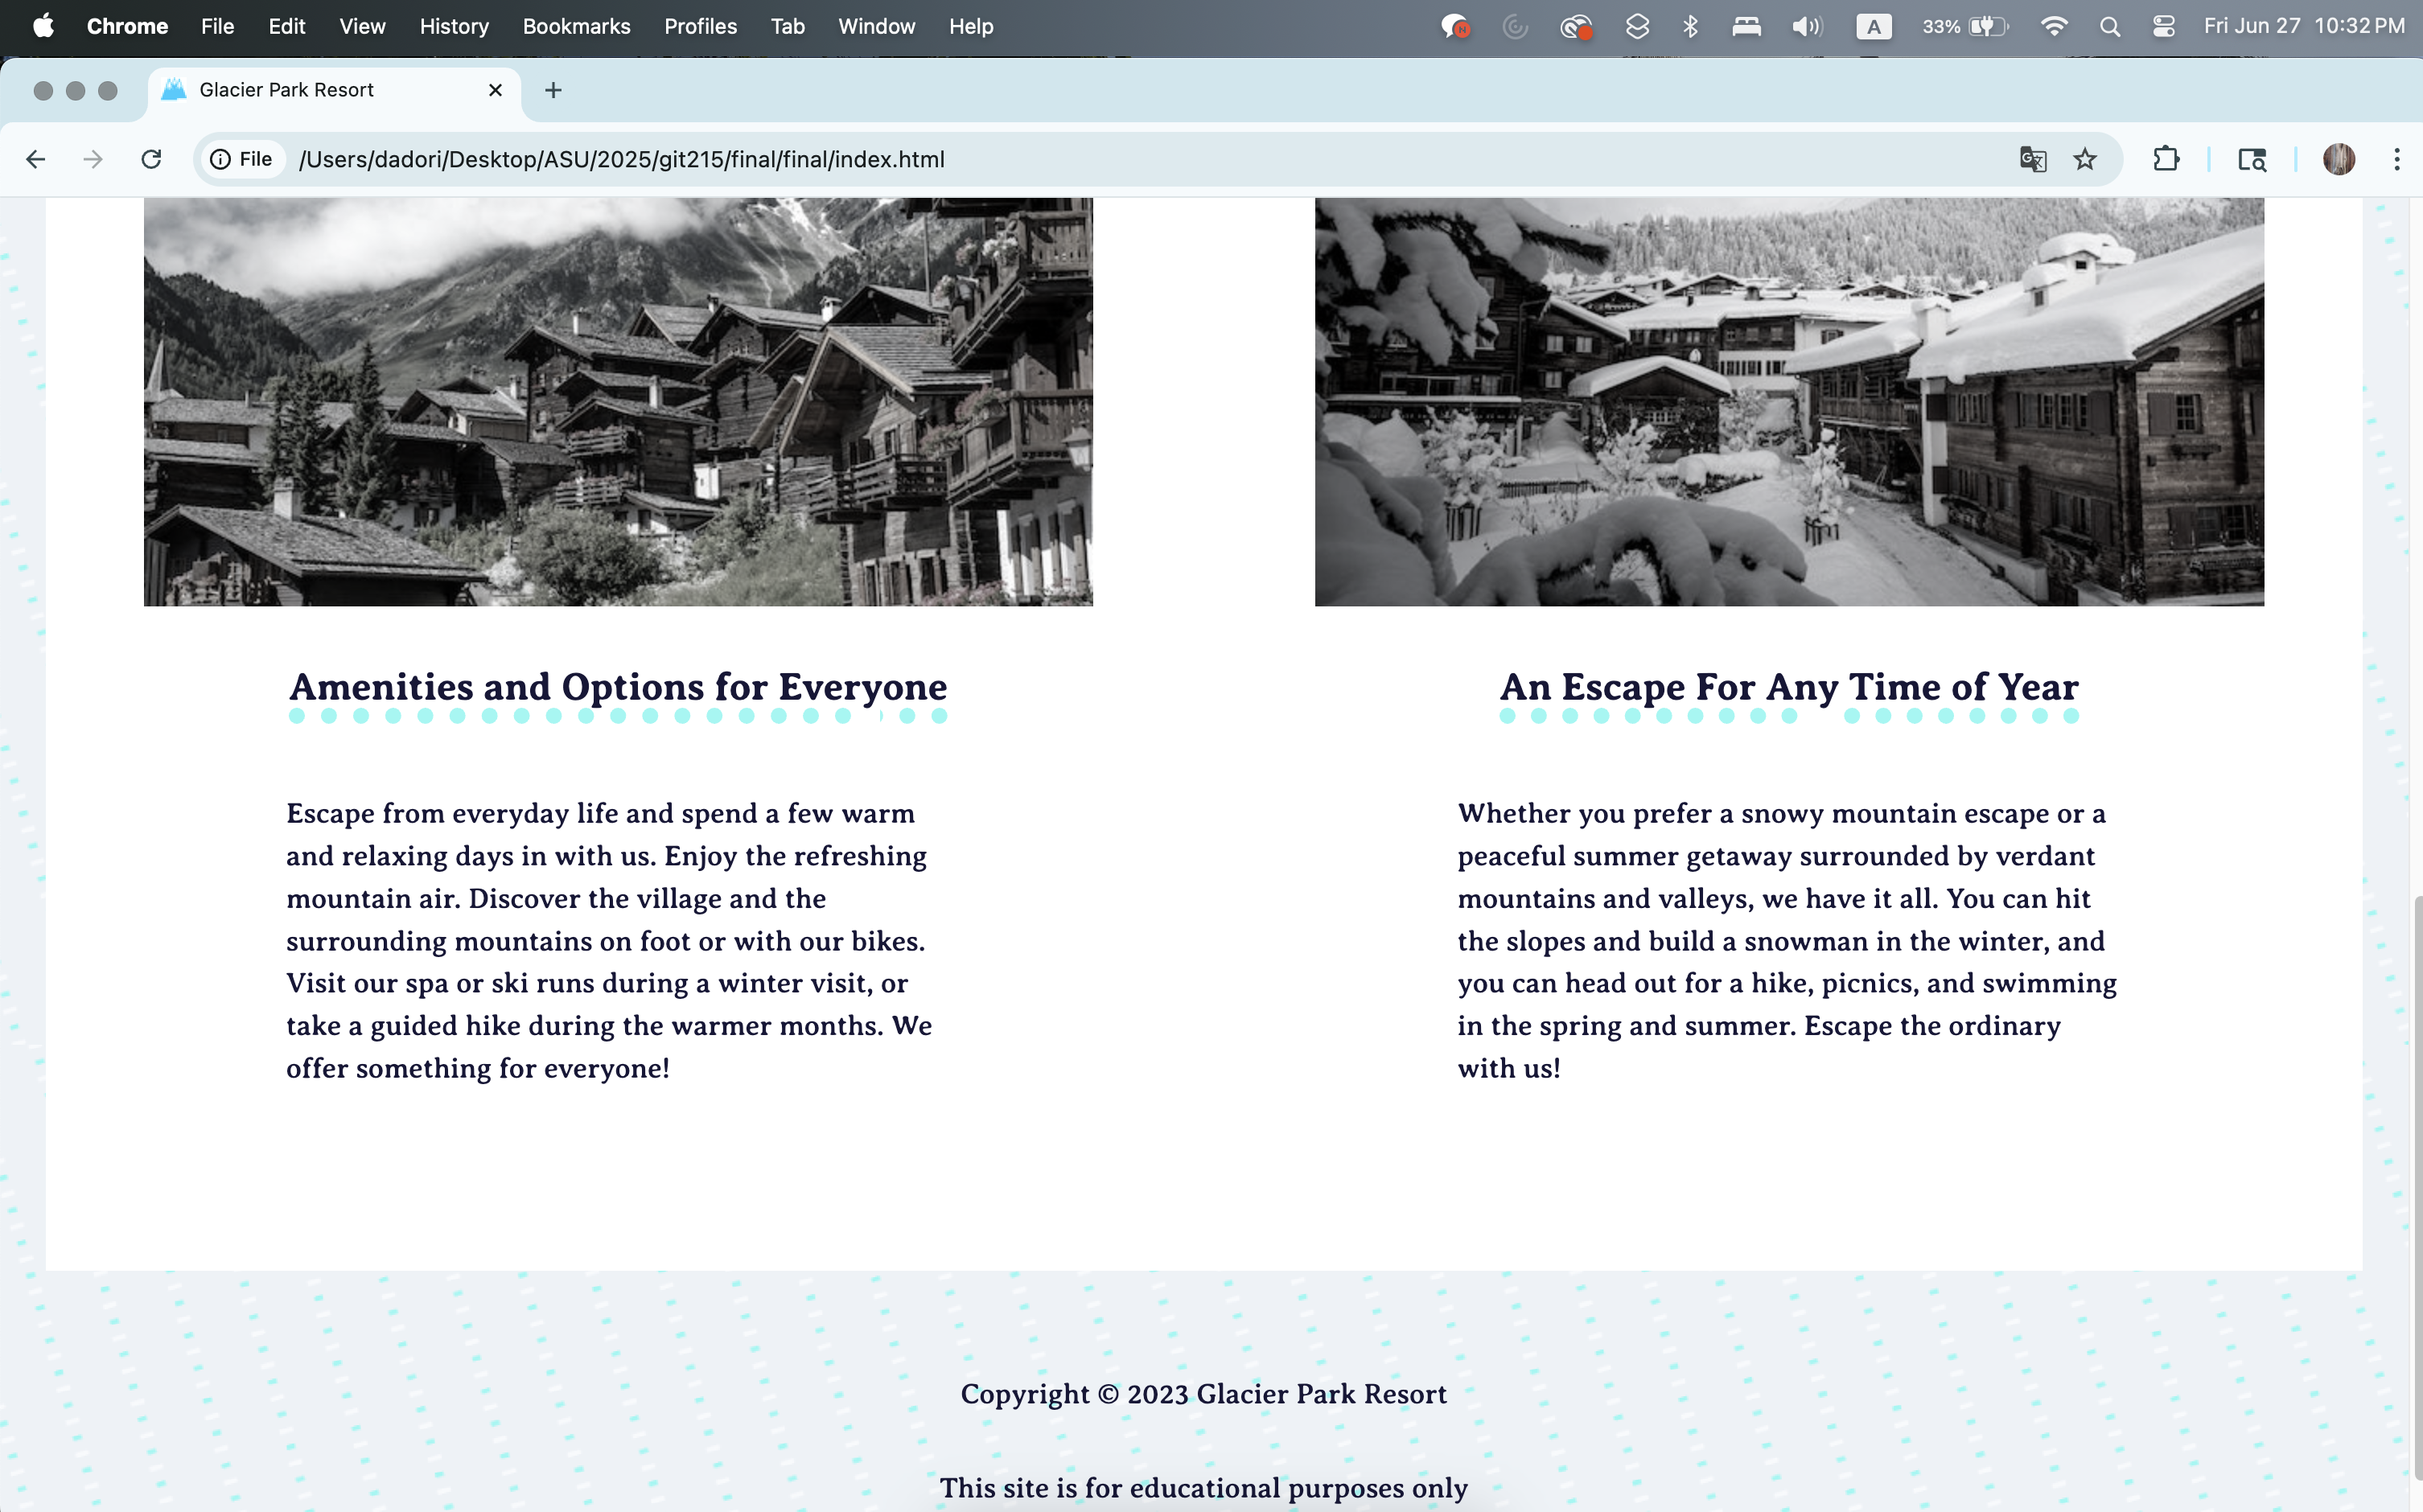 Chrome File Edit View History Bookmarks Profiles Tab Window Help A 33% Fri Jun 27 10:32 PM
Glacier Park Resort
File /Users/dadori/Desktop/ASU/2025/git215/final/final/index.html
Amenities and Options for Everyone
Escape from everyday life and spend a few warm
and relaxing days in with us. Enjoy the refreshing
mountain air. Discover the village and the
surrounding mountains on foot or with our bikes.
Visit our spa or ski runs during a winter visit, or
take a guided hike during the warmer months. We
offer something for everyone!
An Escape For Any Time of Year
Whether you prefer a snowy mountain escape or a
peaceful summer getaway surrounded by verdant
mountains and valleys, we have it all. You can hit
the slopes and build a snowman in the winter, and
you can head out for a hike, picnics, and swimming
in the spring and summer. Escape the ordinary
with us!
Copyright © 2023 Glacier Park Resort
This site is for educational purposes only